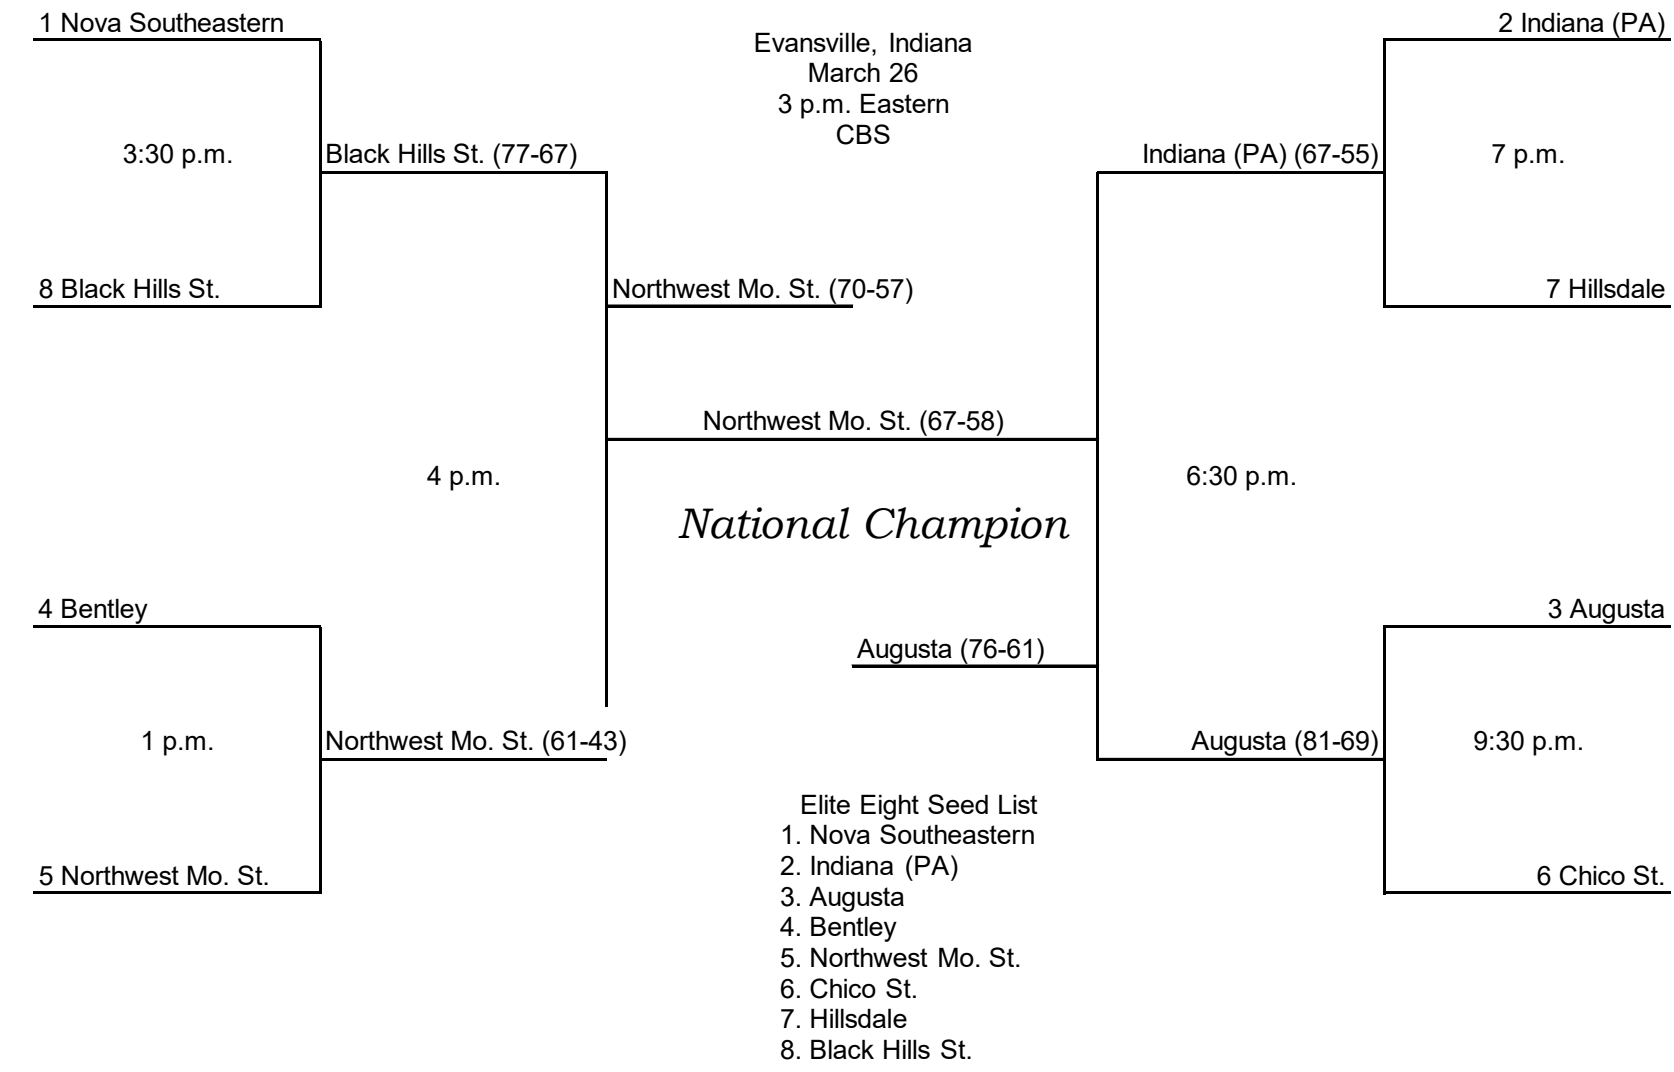 1 Nova Southeastern
2 Indiana (PA)
Evansville, Indiana
March 26
3 p.m. Eastern
CBS
3:30 p.m.
Black Hills St. (77-67)
Indiana (PA) (67-55)
7 p.m.
8 Black Hills St.
Northwest Mo. St. (70-57)
7 Hillsdale
Northwest Mo. St. (67-58)
4 p.m.
6:30 p.m.
National Champion
4 Bentley
3 Augusta
Augusta (76-61)
1 p.m.
Northwest Mo. St. (61-43)
Augusta (81-69)
9:30 p.m.
5 Northwest Mo. St.
6 Chico St.
Elite Eight Seed List
1. Nova Southeastern
2. Indiana (PA)
3. Augusta
4. Bentley
5. Northwest Mo. St.
6. Chico St.
7. Hillsdale
8. Black Hills St.